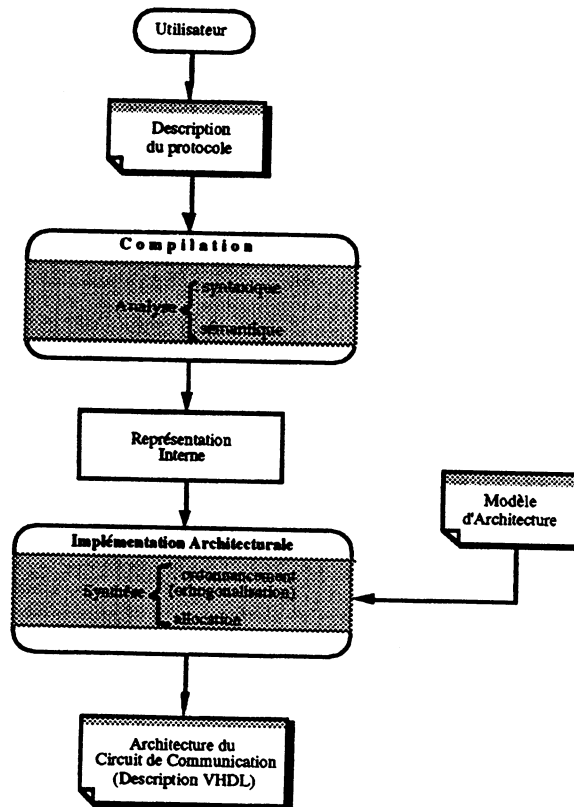 Utilisateur
Description
du protocole
Compilation
syntaxique
Analyse
sémantique
Représentation
Interne
Modèle
d'Architecture
Implémentation Architecturale
ordonnancement
Synthèse (orthogonalisation)
allocation
Architecture du
Circuit de Communication
(Description VHDL)